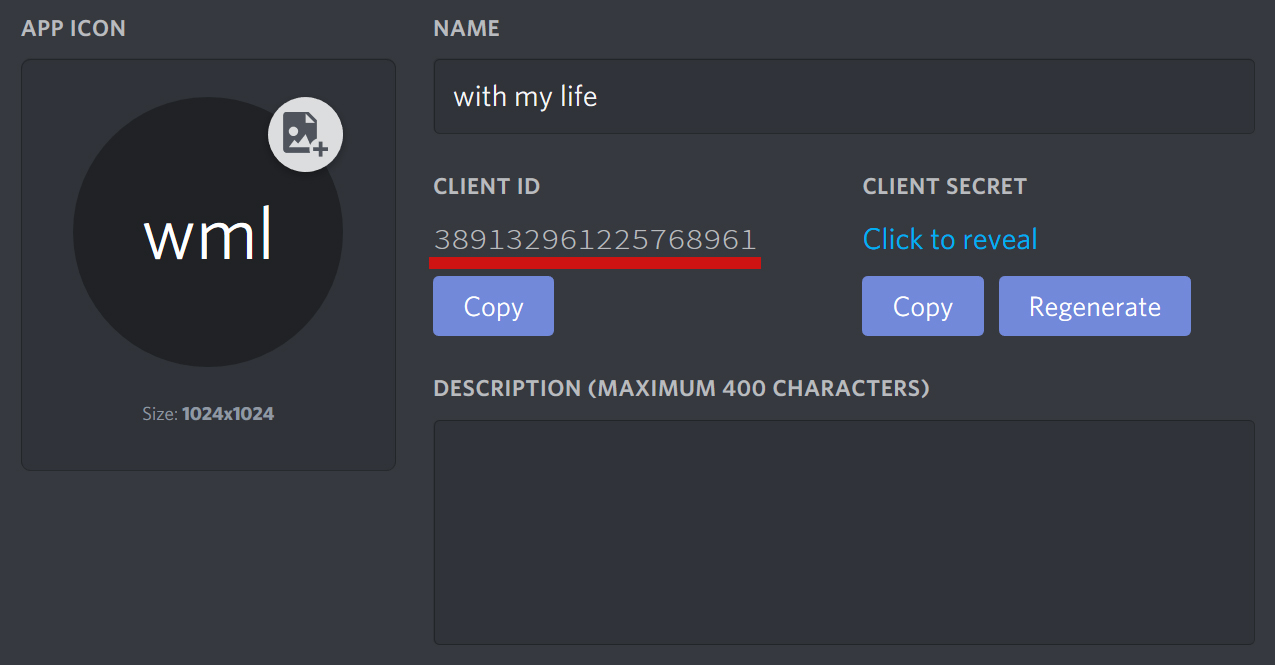 APP ICON
wml
Size: 1024x1024
NAME
with my life
CLIENT ID
389132961225768961
Copy
CLIENT SECRET
Click to reveal
Copy
Regenerate
DESCRIPTION (MAXIMUM 400 CHARACTERS)